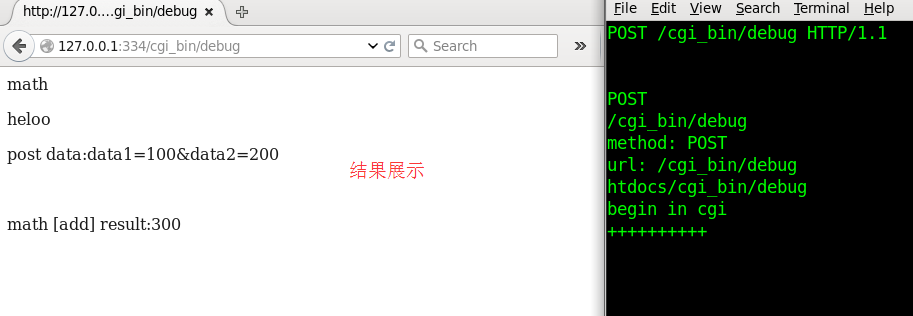 http://127.0....gi_bin/debug
127.0.0.1:334/cgi_bin/debug
Search
math
heloo
post data:data1=100&data2=200
结果展示
math [add] result:300
File Edit View Search Terminal Help
POST /cgi_bin/debug HTTP/1.1
POST
/cgi_bin/debug
method: POST
url: /cgi_bin/debug
htdocs/cgi_bin/debug
begin in cgi
++++++++++